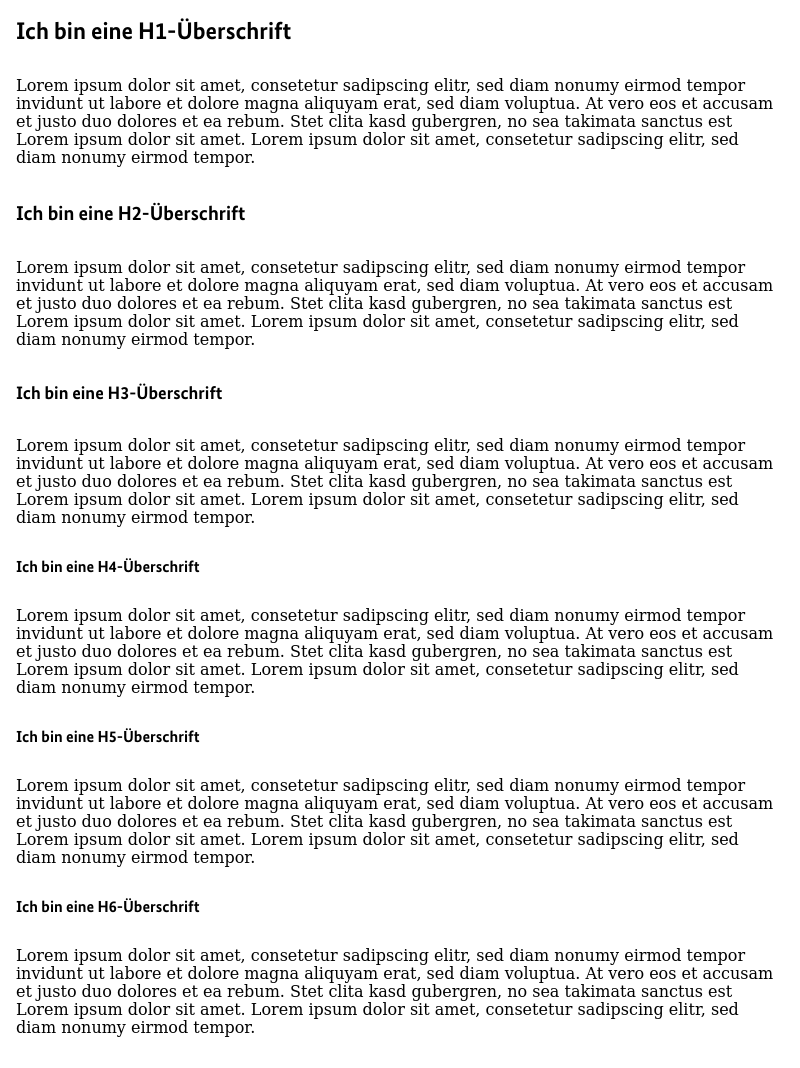 Ich bin eine H1-Überschrift
Lorem ipsum dolor sit amet, consetetur sadipscing elitr, sed diam nonumy eirmod tempor
invidunt ut labore et dolore magna aliquyam erat, sed diam voluptua. At vero eos et accusam
et justo duo dolores et ea rebum. Stet clita kasd gubergren, no sea takimata sanctus est
Lorem ipsum dolor sit amet. Lorem ipsum dolor sit amet, consetetur sadipscing elitr, sed
diam nonumy eirmod tempor.
Ich bin eine H2-Überschrift
Lorem ipsum dolor sit amet, consetetur sadipscing elitr, sed diam nonumy eirmod tempor
invidunt ut labore et dolore magna aliquyam erat, sed diam voluptua. At vero eos et accusam
et justo duo dolores et ea rebum. Stet clita kasd gubergren, no sea takimata sanctus est
Lorem ipsum dolor sit amet. Lorem ipsum dolor sit amet, consetetur sadipscing elitr, sed
diam nonumy eirmod tempor.
Ich bin eine H3-Überschrift
Lorem ipsum dolor sit amet, consetetur sadipscing elitr, sed diam nonumy eirmod tempor
invidunt ut labore et dolore magna aliquyam erat, sed diam voluptua. At vero eos et accusam
et justo duo dolores et ea rebum. Stet clita kasd gubergren, no sea takimata sanctus est
Lorem ipsum dolor sit amet. Lorem ipsum dolor sit amet, consetetur sadipscing elitr, sed
diam nonumy eirmod tempor.
Ich bin eine H4-Überschrift
Lorem ipsum dolor sit amet, consetetur sadipscing elitr, sed diam nonumy eirmod tempor
invidunt ut labore et dolore magna aliquyam erat, sed diam voluptua. At vero eos et accusam
et justo duo dolores et ea rebum. Stet clita kasd gubergren, no sea takimata sanctus est
Lorem ipsum dolor sit amet. Lorem ipsum dolor sit amet, consetetur sadipscing elitr, sed
diam nonumy eirmod tempor.
Ich bin eine H5-Überschrift
Lorem ipsum dolor sit amet, consetetur sadipscing elitr, sed diam nonumy eirmod tempor
invidunt ut labore et dolore magna aliquyam erat, sed diam voluptua. At vero eos et accusam
et justo duo dolores et ea rebum. Stet clita kasd gubergren, no sea takimata sanctus est
Lorem ipsum dolor sit amet. Lorem ipsum dolor sit amet, consetetur sadipscing elitr, sed
diam nonumy eirmod tempor.
Ich bin eine H6-Überschrift
Lorem ipsum dolor sit amet, consetetur sadipscing elitr, sed diam nonumy eirmod tempor
invidunt ut labore et dolore magna aliquyam erat, sed diam voluptua. At vero eos et accusam
et justo duo dolores et ea rebum. Stet clita kasd gubergren, no sea takimata sanctus est
Lorem ipsum dolor sit amet. Lorem ipsum dolor sit amet, consetetur sadipscing elitr, sed
diam nonumy eirmod tempor.